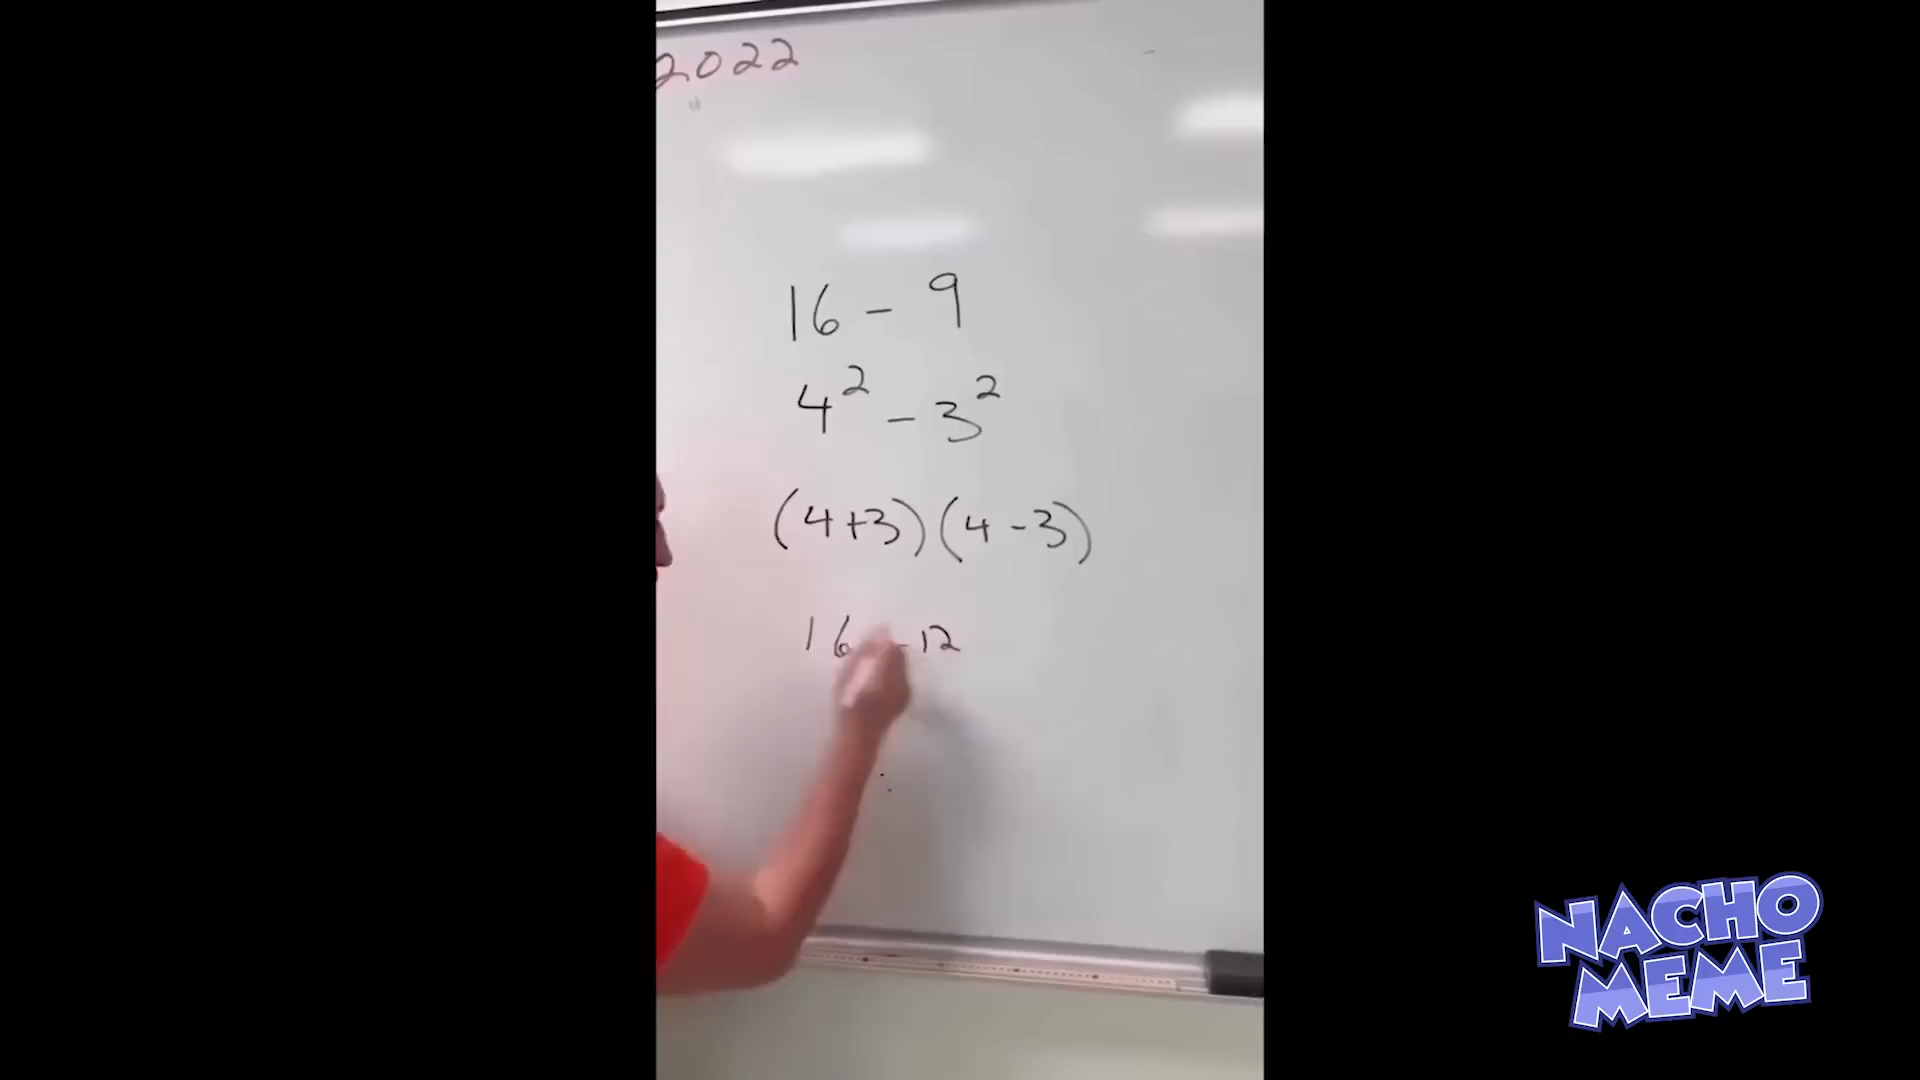 2022
16 - 9
4² - 3²
(4+3)(4-3)
16 - 12
NACHO
MEME